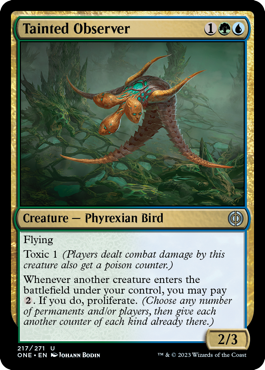 Tainted Observer 1
Creature — Phyrexian Bird
Flying
Toxic 1 (Players dealt combat damage by this
creature also get a poison counter.)
Whenever another creature enters the
battlefield under your control, you may pay
2. If you do, proliferate. (Choose any number
of permanents and/or players, then give each
another counter of each kind already there.)
2/3
217/271 U
ONE • EN Johann Bodin
™ & © 2023 Wizards of the Coast